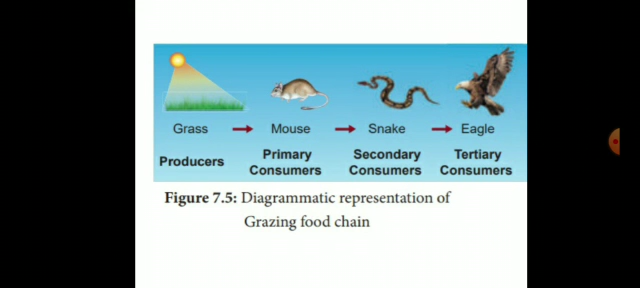 Grass → Mouse → Snake → Eagle
Producers Primary Consumers Secondary Consumers Tertiary Consumers
Figure 7.5: Diagrammatic representation of
Grazing food chain